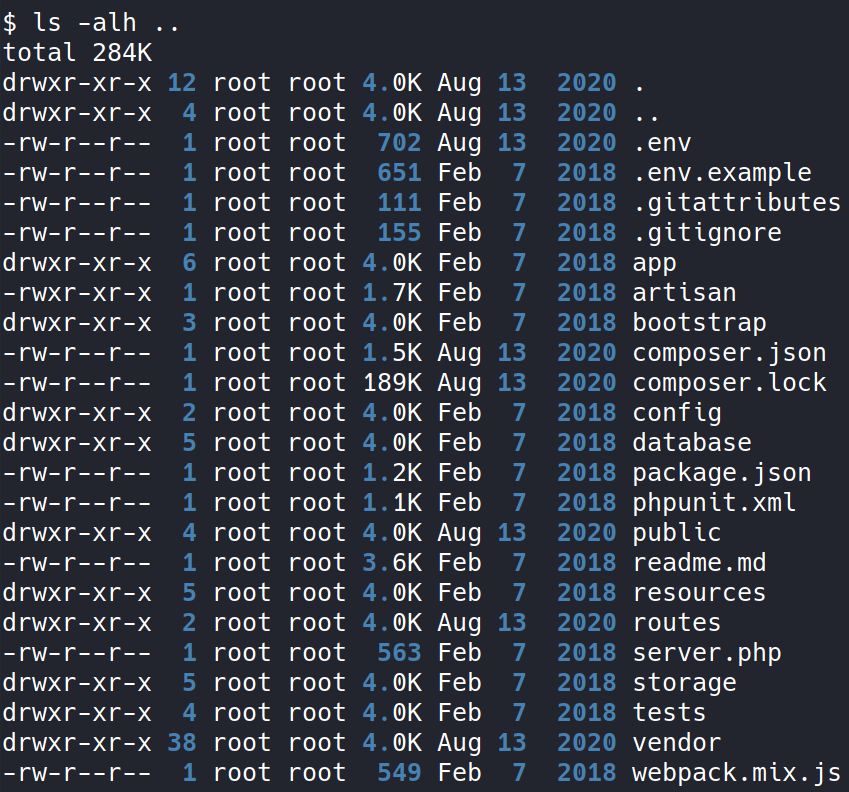 $ ls -alh ..
total 284K
drwxr-xr-x 12 root root 4.0K Aug 13  2020 .
drwxr-xr-x  4 root root 4.0K Aug 13  2020 ..
-rw-r--r--  1 root root  702 Aug 13  2020 .env
-rw-r--r--  1 root root  651 Feb  7  2018 .env.example
-rw-r--r--  1 root root  111 Feb  7  2018 .gitattributes
-rw-r--r--  1 root root  155 Feb  7  2018 .gitignore
drwxr-xr-x  6 root root 4.0K Feb  7  2018 app
-rwxr-xr-x  1 root root 1.7K Feb  7  2018 artisan
drwxr-xr-x  3 root root 4.0K Feb  7  2018 bootstrap
-rw-r--r--  1 root root 1.5K Aug 13  2020 composer.json
-rw-r--r--  1 root root 189K Aug 13  2020 composer.lock
drwxr-xr-x  2 root root 4.0K Feb  7  2018 config
drwxr-xr-x  5 root root 4.0K Feb  7  2018 database
-rw-r--r--  1 root root 1.2K Feb  7  2018 package.json
-rw-r--r--  1 root root 1.1K Feb  7  2018 phpunit.xml
drwxr-xr-x  4 root root 4.0K Aug 13  2020 public
-rw-r--r--  1 root root 3.6K Feb  7  2018 readme.md
drwxr-xr-x  5 root root 4.0K Feb  7  2018 resources
drwxr-xr-x  2 root root 4.0K Aug 13  2020 routes
-rw-r--r--  1 root root  563 Feb  7  2018 server.php
drwxr-xr-x  5 root root 4.0K Feb  7  2018 storage
drwxr-xr-x  4 root root 4.0K Feb  7  2018 tests
drwxr-xr-x 38 root root 4.0K Aug 13  2020 vendor
-rw-r--r--  1 root root  549 Feb  7  2018 webpack.mix.js